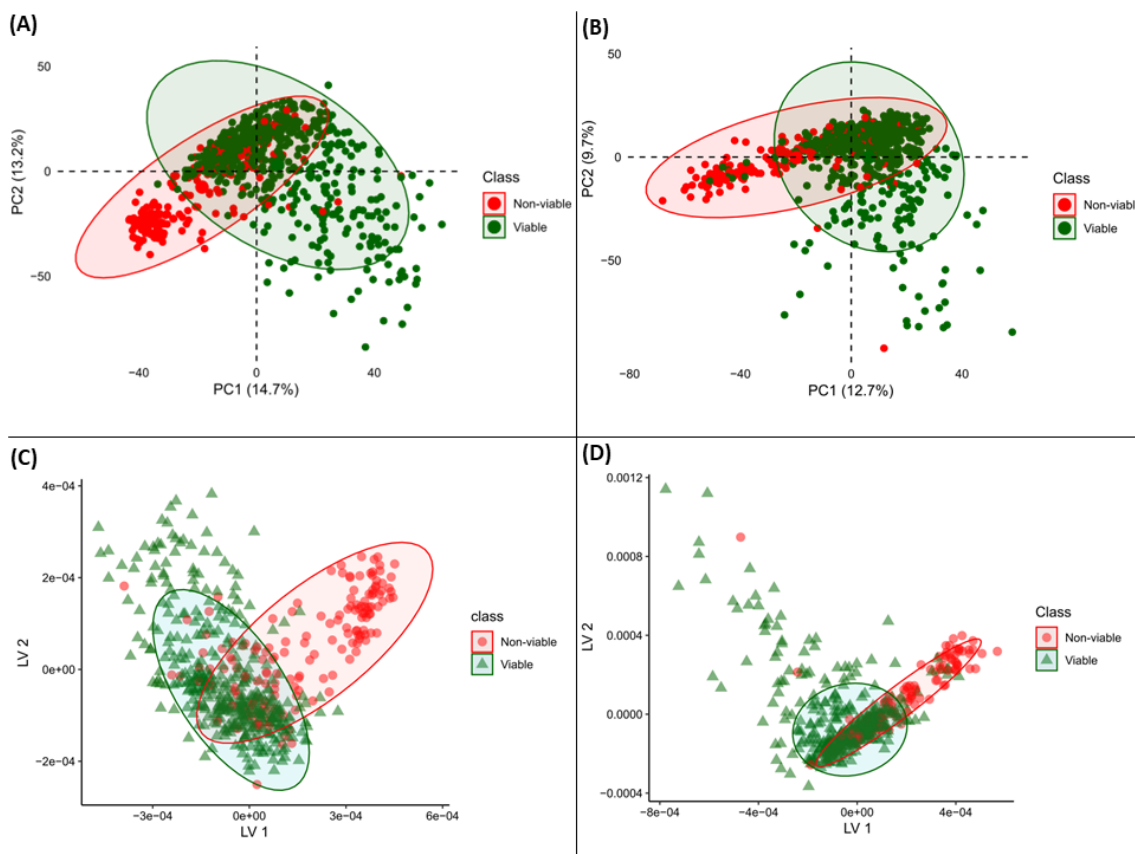 (A)
50
0
−50
PC2 (13.2%)
−40
0
40
PC1 (14.7%)
Class
Non-viable
Viable
(B)
50
0
−50
PC2 (9.7%)
−80
−40
0
40
PC1 (12.7%)
Class
Non-viable
Viable
(C)
4e−04
2e−04
0e+00
−2e−04
LV 2
−3e−04
0e+00
3e−04
6e−04
LV 1
class
Non-viable
Viable
(D)
0.0012
0.0008
0.0004
0.0000
−0.0004
LV 2
−8e−04
−4e−04
0e+00
4e−04
LV 1
Class
Non-viable
Viable